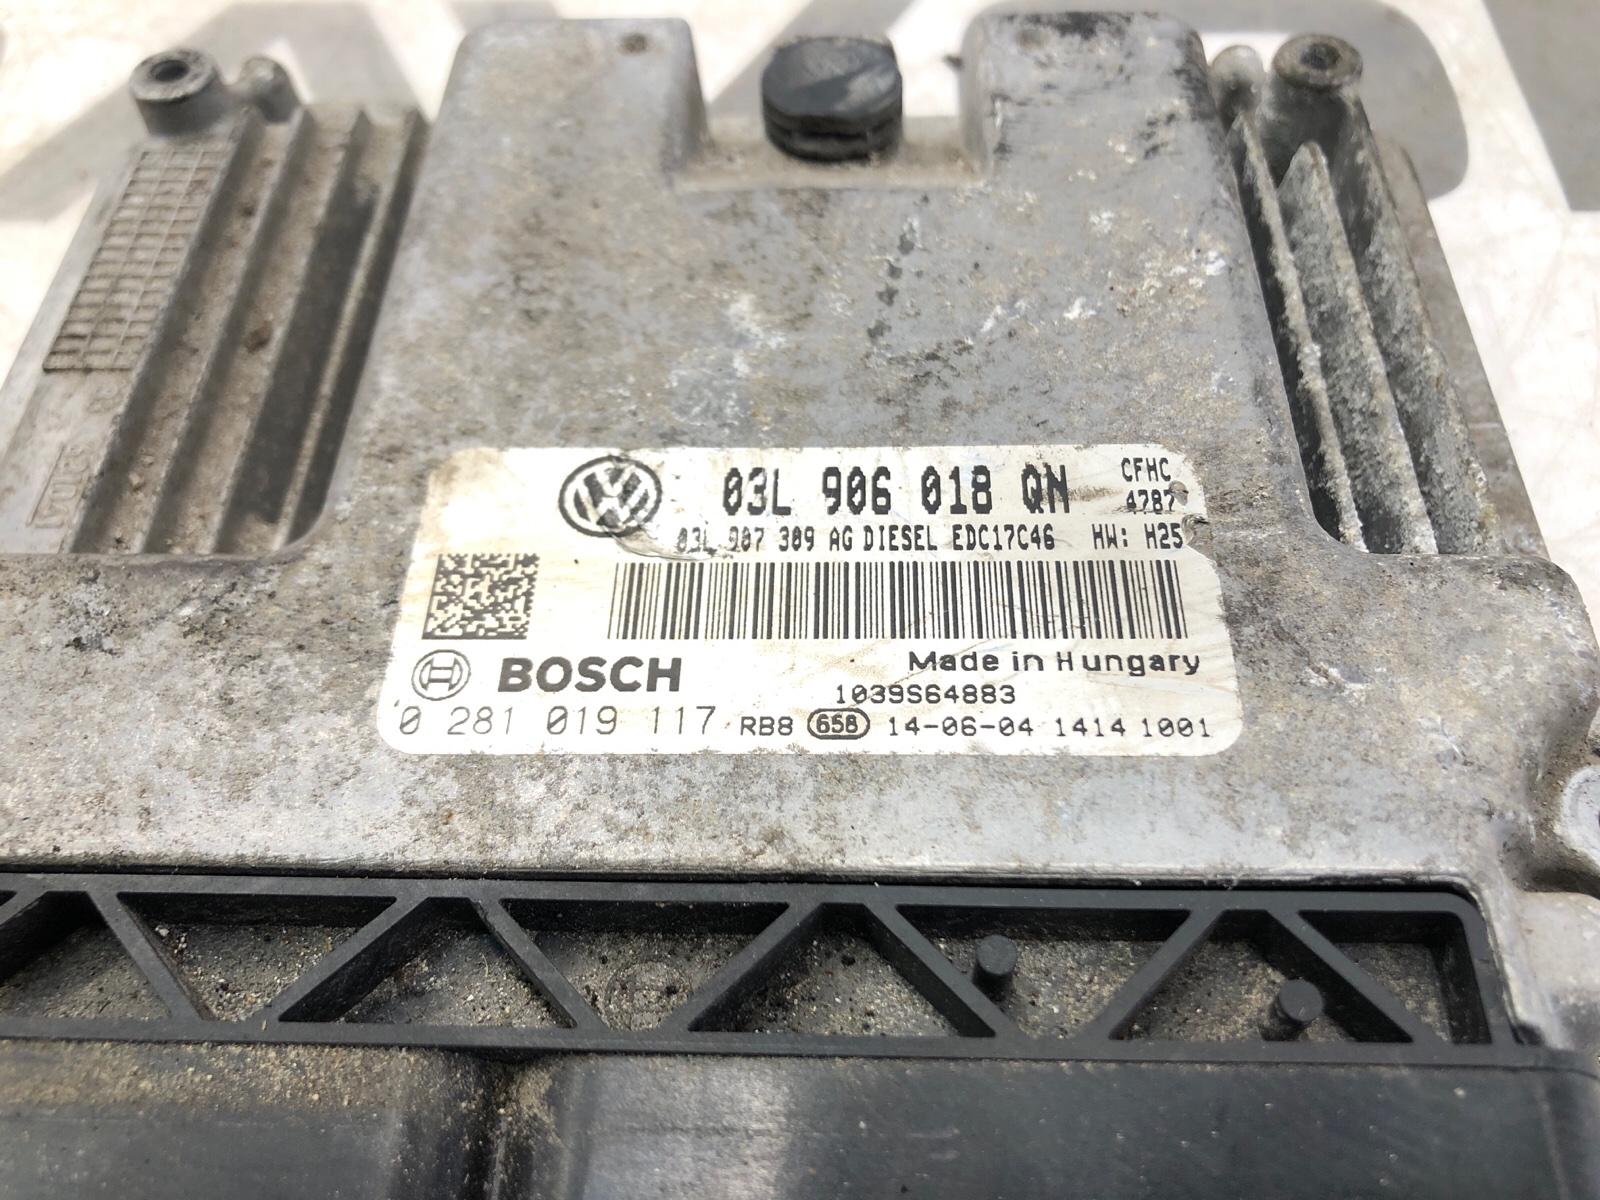 03L 906 018 QN CFHC
4787
03L 907 309 AG DIESEL EDC17C46 HW: H25
BOSCH
Made in Hungary
1039S64883
0 281 019 117 RB8 658 14-06-04 1414 1001